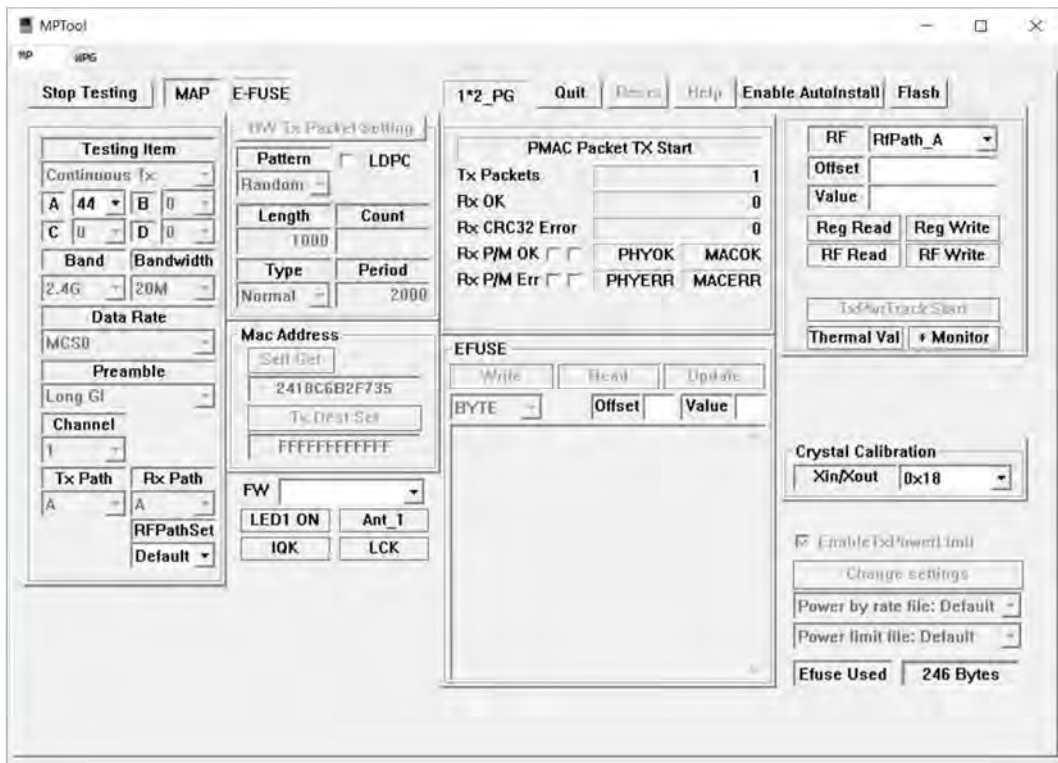 MPTool
MP WPG
Stop Testing MAP E-FUSE 1*2_PG Quit Reset Help Enable AutoInstall Flash
Testing Item
Continuous Tx
A 44 B 0
C 0 D 0
Band Bandwidth
2.4G 20M
Data Rate
MCS0
Preamble
Long GI
Channel
1
Tx Path Rx Path
A A
RFPathSet
Default
HW Tx Packet Setting
Pattern LDPC
Random
Length Count
1000
Type Period
Normal 2000
Mac Address
Self Get
2418C6B2F735
Tx Dest Set
FFFFFFFFFFFF
FW
LED1 ON Ant_1
IQK LCK
PMAC Packet TX Start
Tx Packets 1
Rx OK 0
Rx CRC32 Error 0
Rx P/M OK PHYOK MACOK
Rx P/M Err PHYERR MACERR
EFUSE
Write Read Update
BYTE Offset Value
RF RfPath_A
Offset
Value
Reg Read Reg Write
RF Read RF Write
TxPwrTrack Start
Thermal Val + Monitor
Crystal Calibration
Xin/Xout 0x18
EnableTxPowerLimit
Change settings
Power by rate file: Default
Power limit file: Default
Efuse Used 246 Bytes